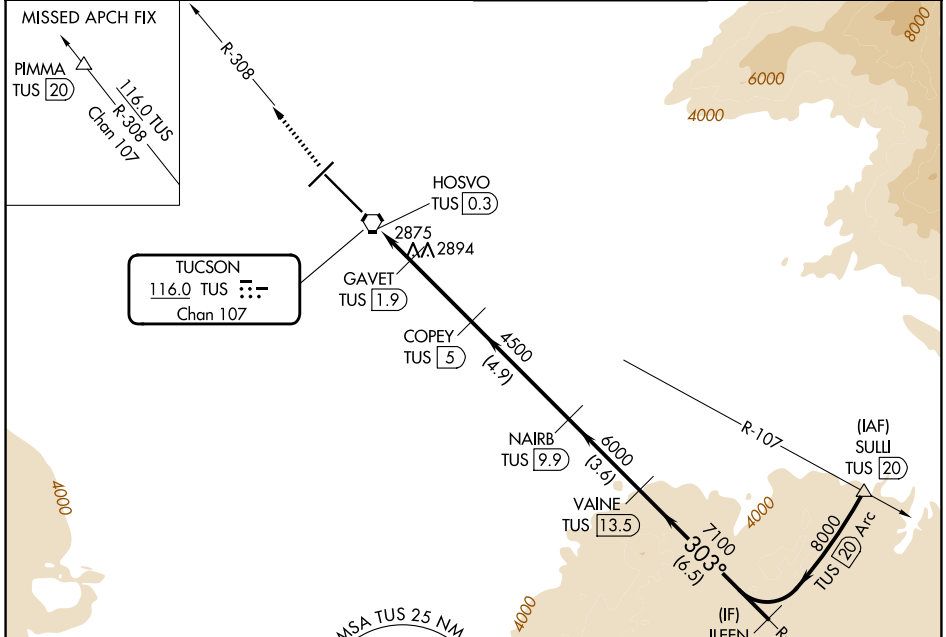 MISSED APCH FIX
PIMMA
TUS 20
116.0 TUS
R-308
Chan 107
R-308
8000
6000
4000
HOSVO
TUS 0.3
2875
2894
TUCSON
116.0 TUS
Chan 107
GAVET
TUS 1.9
COPEY
TUS 5
4500
(4.9)
R-107
(IAF)
SULLI
TUS 20
NAIRB
TUS 9.9
6000
(3.6)
4000
VAINE
TUS 13.5
4000
7100
303°
(6.5)
8000
TUS 20 Arc
4000
MSA TUS 25 NM
(IF)